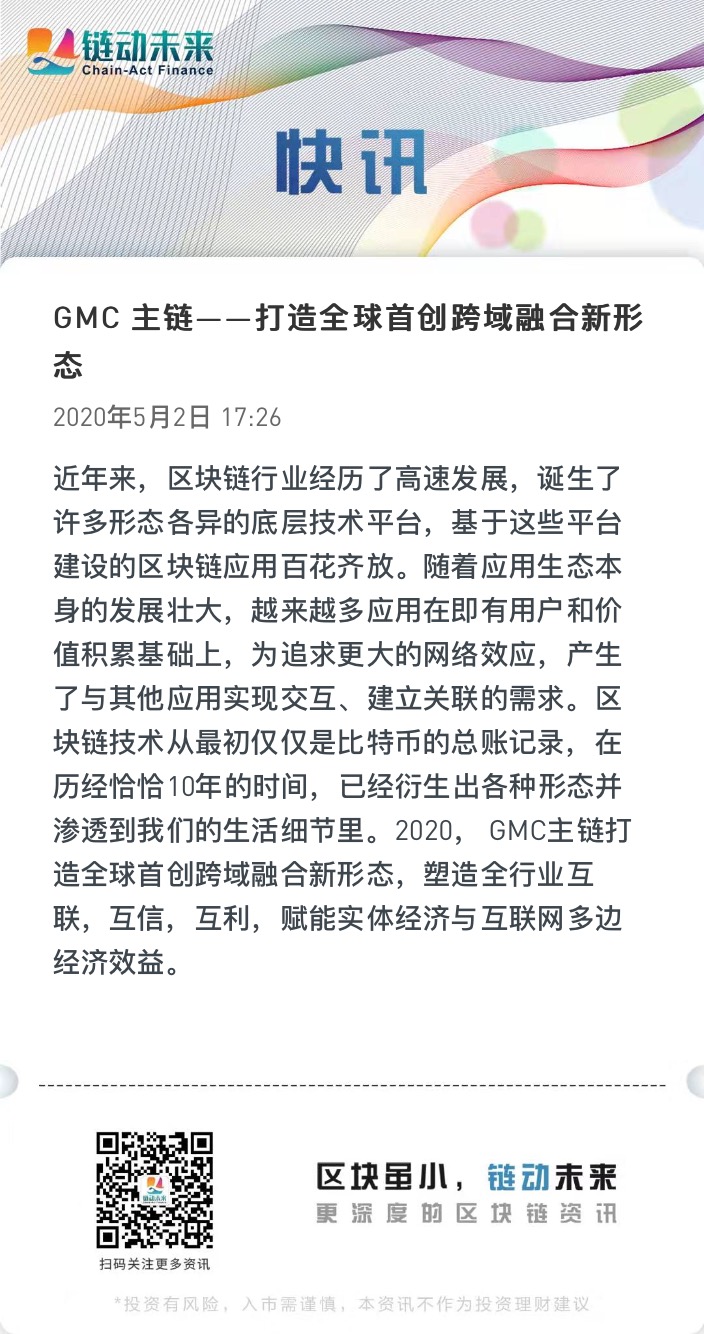 链动未来
Chain-Act Finance
快讯
GMC 主链——打造全球首创跨域融合新形
态
2020年5月2日 17:26
近年来，区块链行业经历了高速发展，诞生了
许多形态各异的底层技术平台，基于这些平台
建设的区块链应用百花齐放。随着应用生态本
身的发展壮大，越来越多应用在即有用户和价
值积累基础上，为追求更大的网络效应，产生
了与其他应用实现交互、建立关联的需求。区
块链技术从最初仅仅是比特币的总账记录，在
历经恰恰10年的时间，已经衍生出各种形态并
渗透到我们的生活细节里。2020， GMC主链打
造全球首创跨域融合新形态，塑造全行业互
联，互信，互利，赋能实体经济与互联网多边
经济效益。
链动未来
扫码关注更多资讯
区块虽小，链动未来
更深度的区块链资讯
*投资有风险，入市需谨慎，本资讯不作为投资理财建议